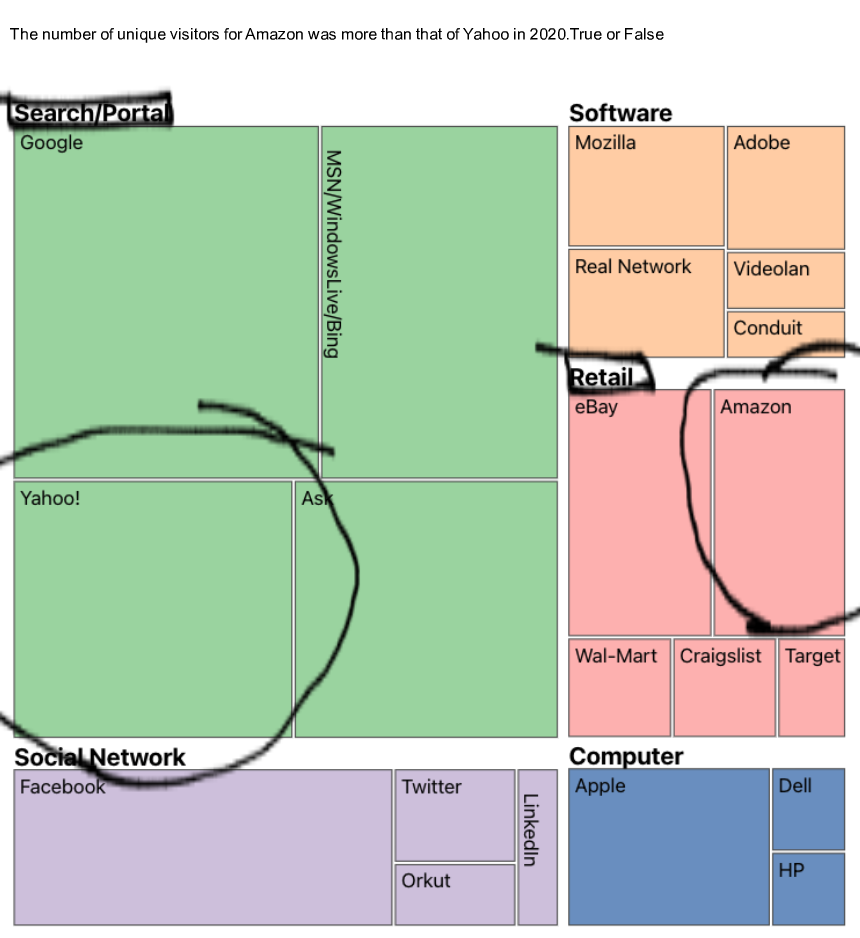 The number of unique visitors for Amazon was more than that of Yahoo in 2020.True or False
Search/Portal
Google
MSN/WindowsLive/Bing
Yahoo!
Ask
Software
Mozilla
Adobe
Real Network
Videolan
Conduit
Retail
eBay
Amazon
Wal-Mart
Craigslist
Target
Social Network
Facebook
Twitter
LinkedIn
Orkut
Computer
Apple
Dell
HP